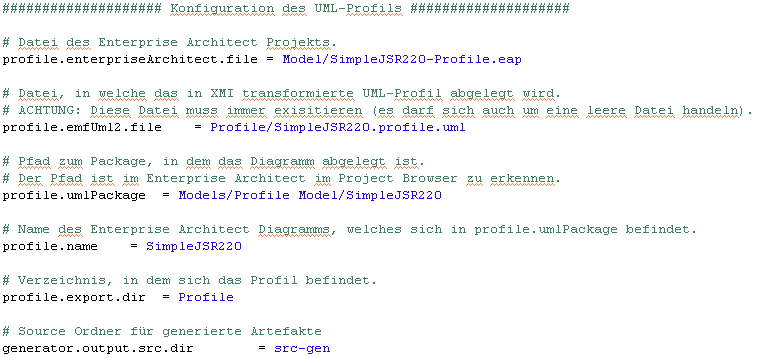 #################### Konfiguration des UML-Profils ####################
# Datei des Enterprise Architect Projekts.
profile.enterpriseArchitect.file = Model/SimpleJSR220-Profile.eap
# Datei, in welche das in XMI transformierte UML-Profil abgelegt wird.
# ACHTUNG: Diese Datei muss immer exisitieren (es darf sich auch um eine leere Datei handeln).
profile.emfUml2.file    = Profile/SimpleJSR220.profile.uml
# Pfad zum Package, in dem das Diagramm abgelegt ist.
# Der Pfad ist im Enterprise Architect im Project Browser zu erkennen.
profile.umlPackage  = Models/Profile Model/SimpleJSR220
# Name des Enterprise Architect Diagramms, welches sich in profile.umlPackage befindet.
profile.name    = SimpleJSR220
# Verzeichnis, in dem sich das Profil befindet.
profile.export.dir  = Profile
# Source Ordner für generierte Artefakte
generator.output.src.dir        = src-gen